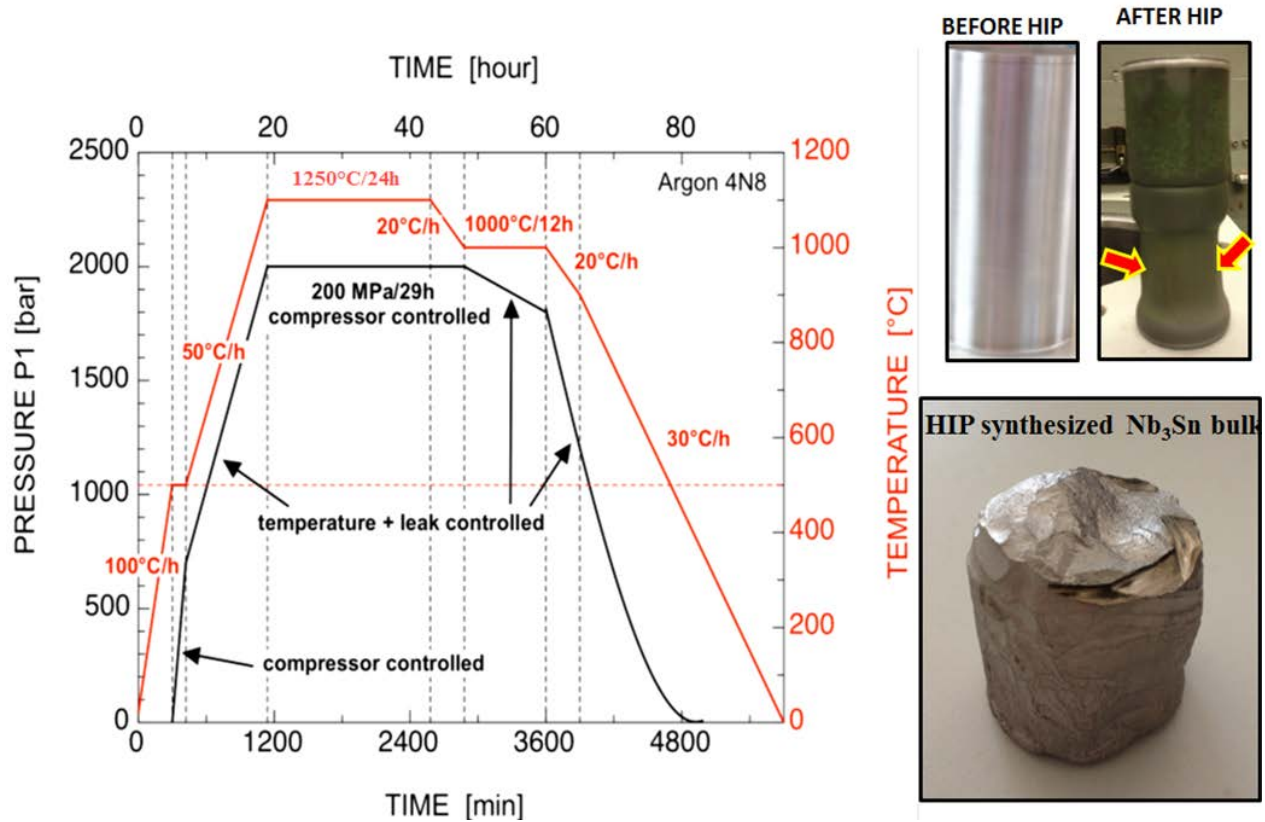 TIME [hour]
0 20 40 60 80
2500
2000
1500
1000
500
0
PRESSURE P1 [bar]
1200
1000
800
600
400
200
0
TEMPERATURE [°C]
Argon 4N8
1250°C/24h
20°C/h
1000°C/12h
20°C/h
200 MPa/29h
compressor controlled
50°C/h
30°C/h
temperature + leak controlled
100°C/h
compressor controlled
0 1200 2400 3600 4800
TIME [min]
BEFORE HIP
AFTER HIP
HIP synthesized Nb₃Sn bulk